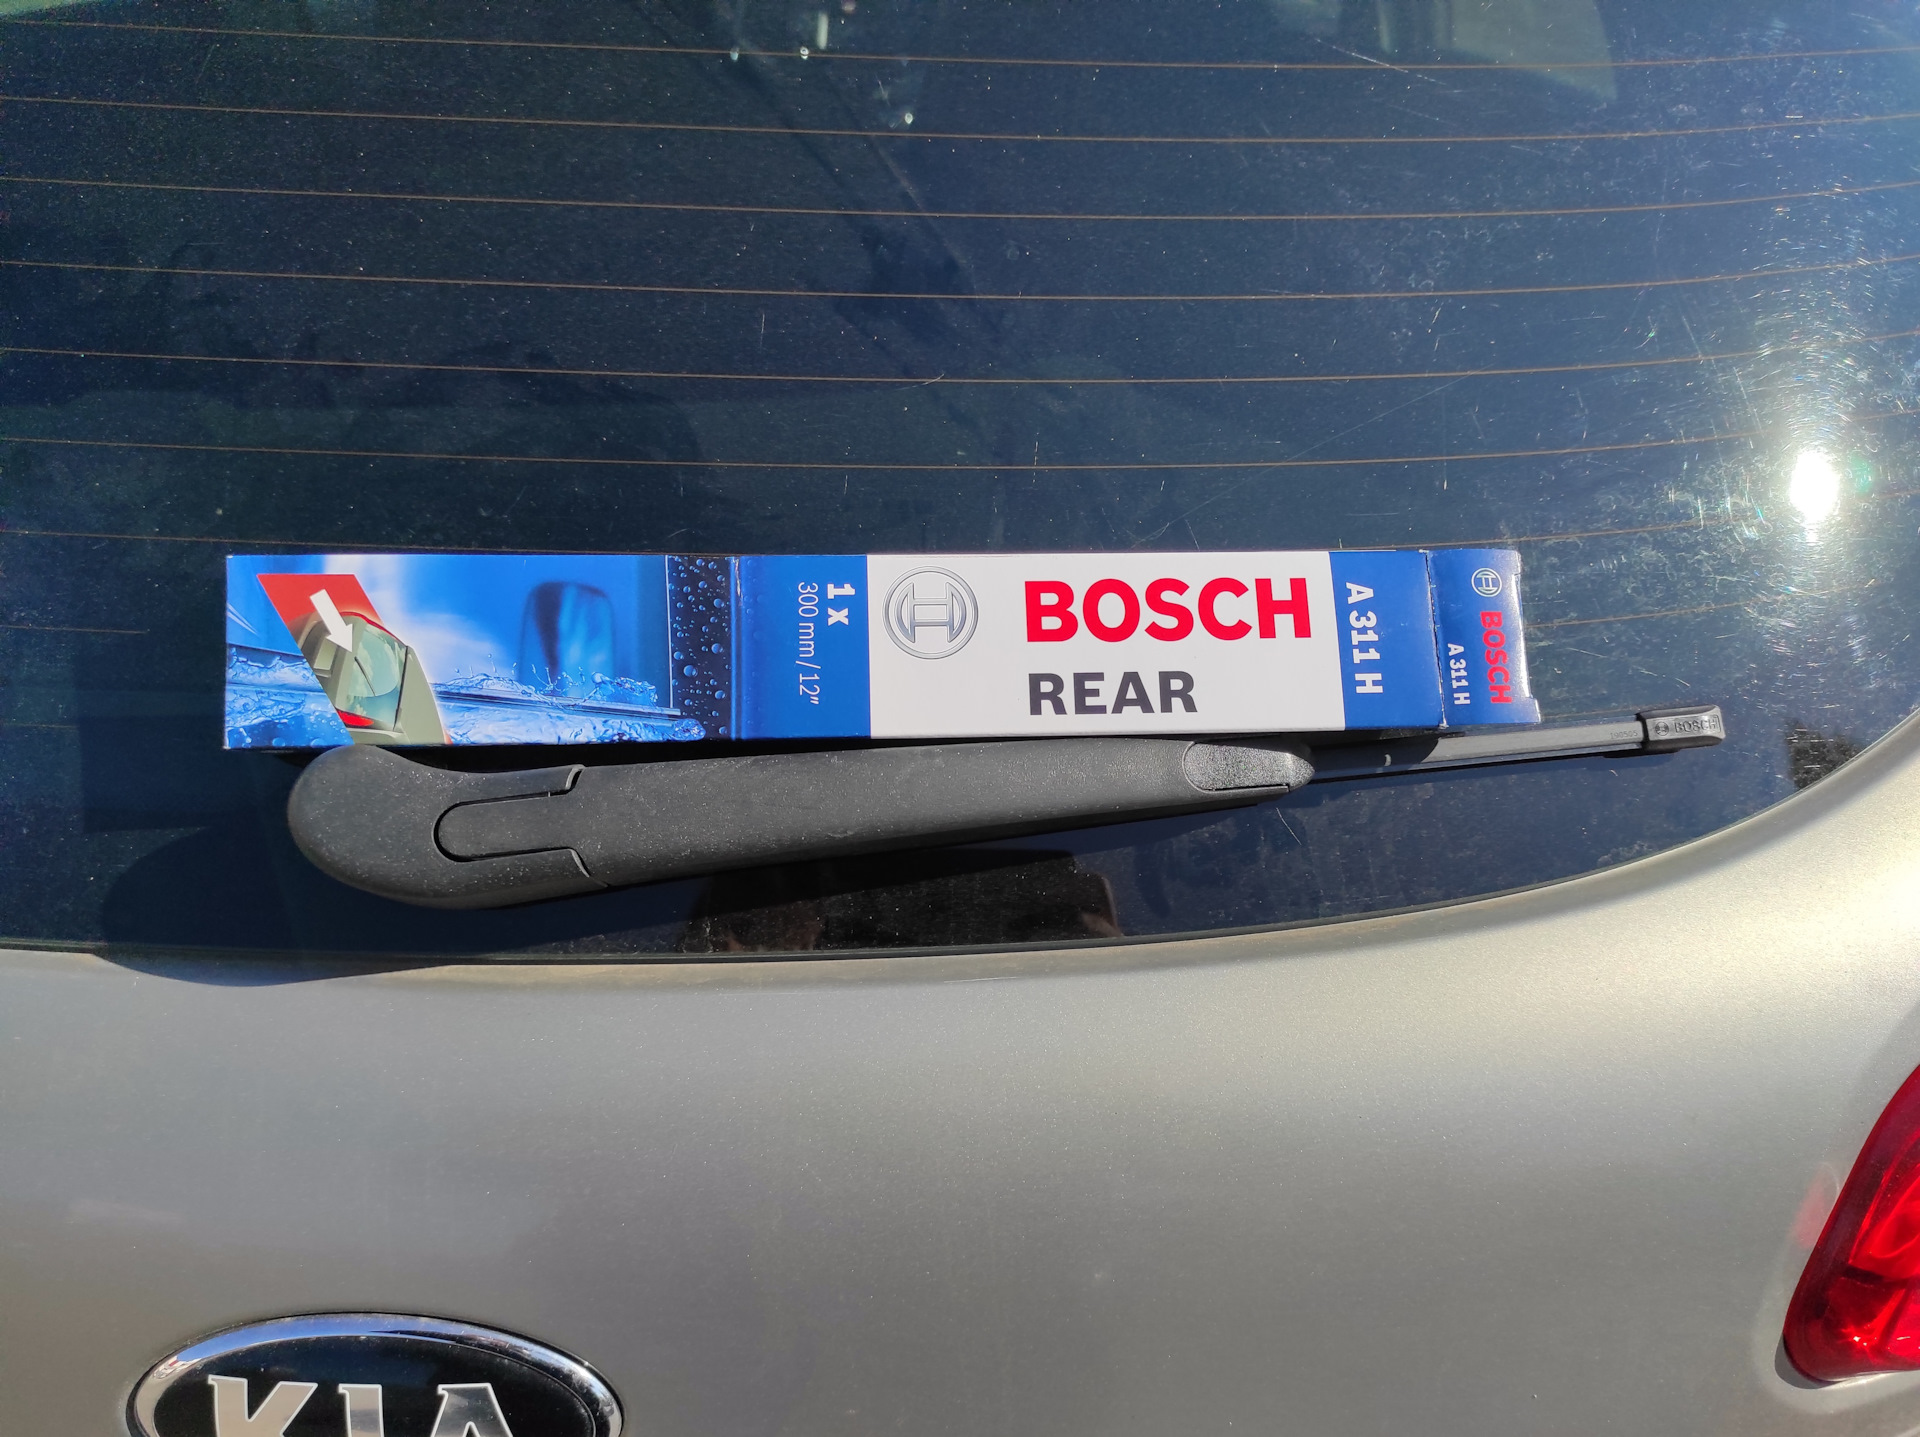 1 x
300 mm / 12"
BOSCH
REAR
A 311 H
BOSCH
A 311 H
BOSCH
KIA